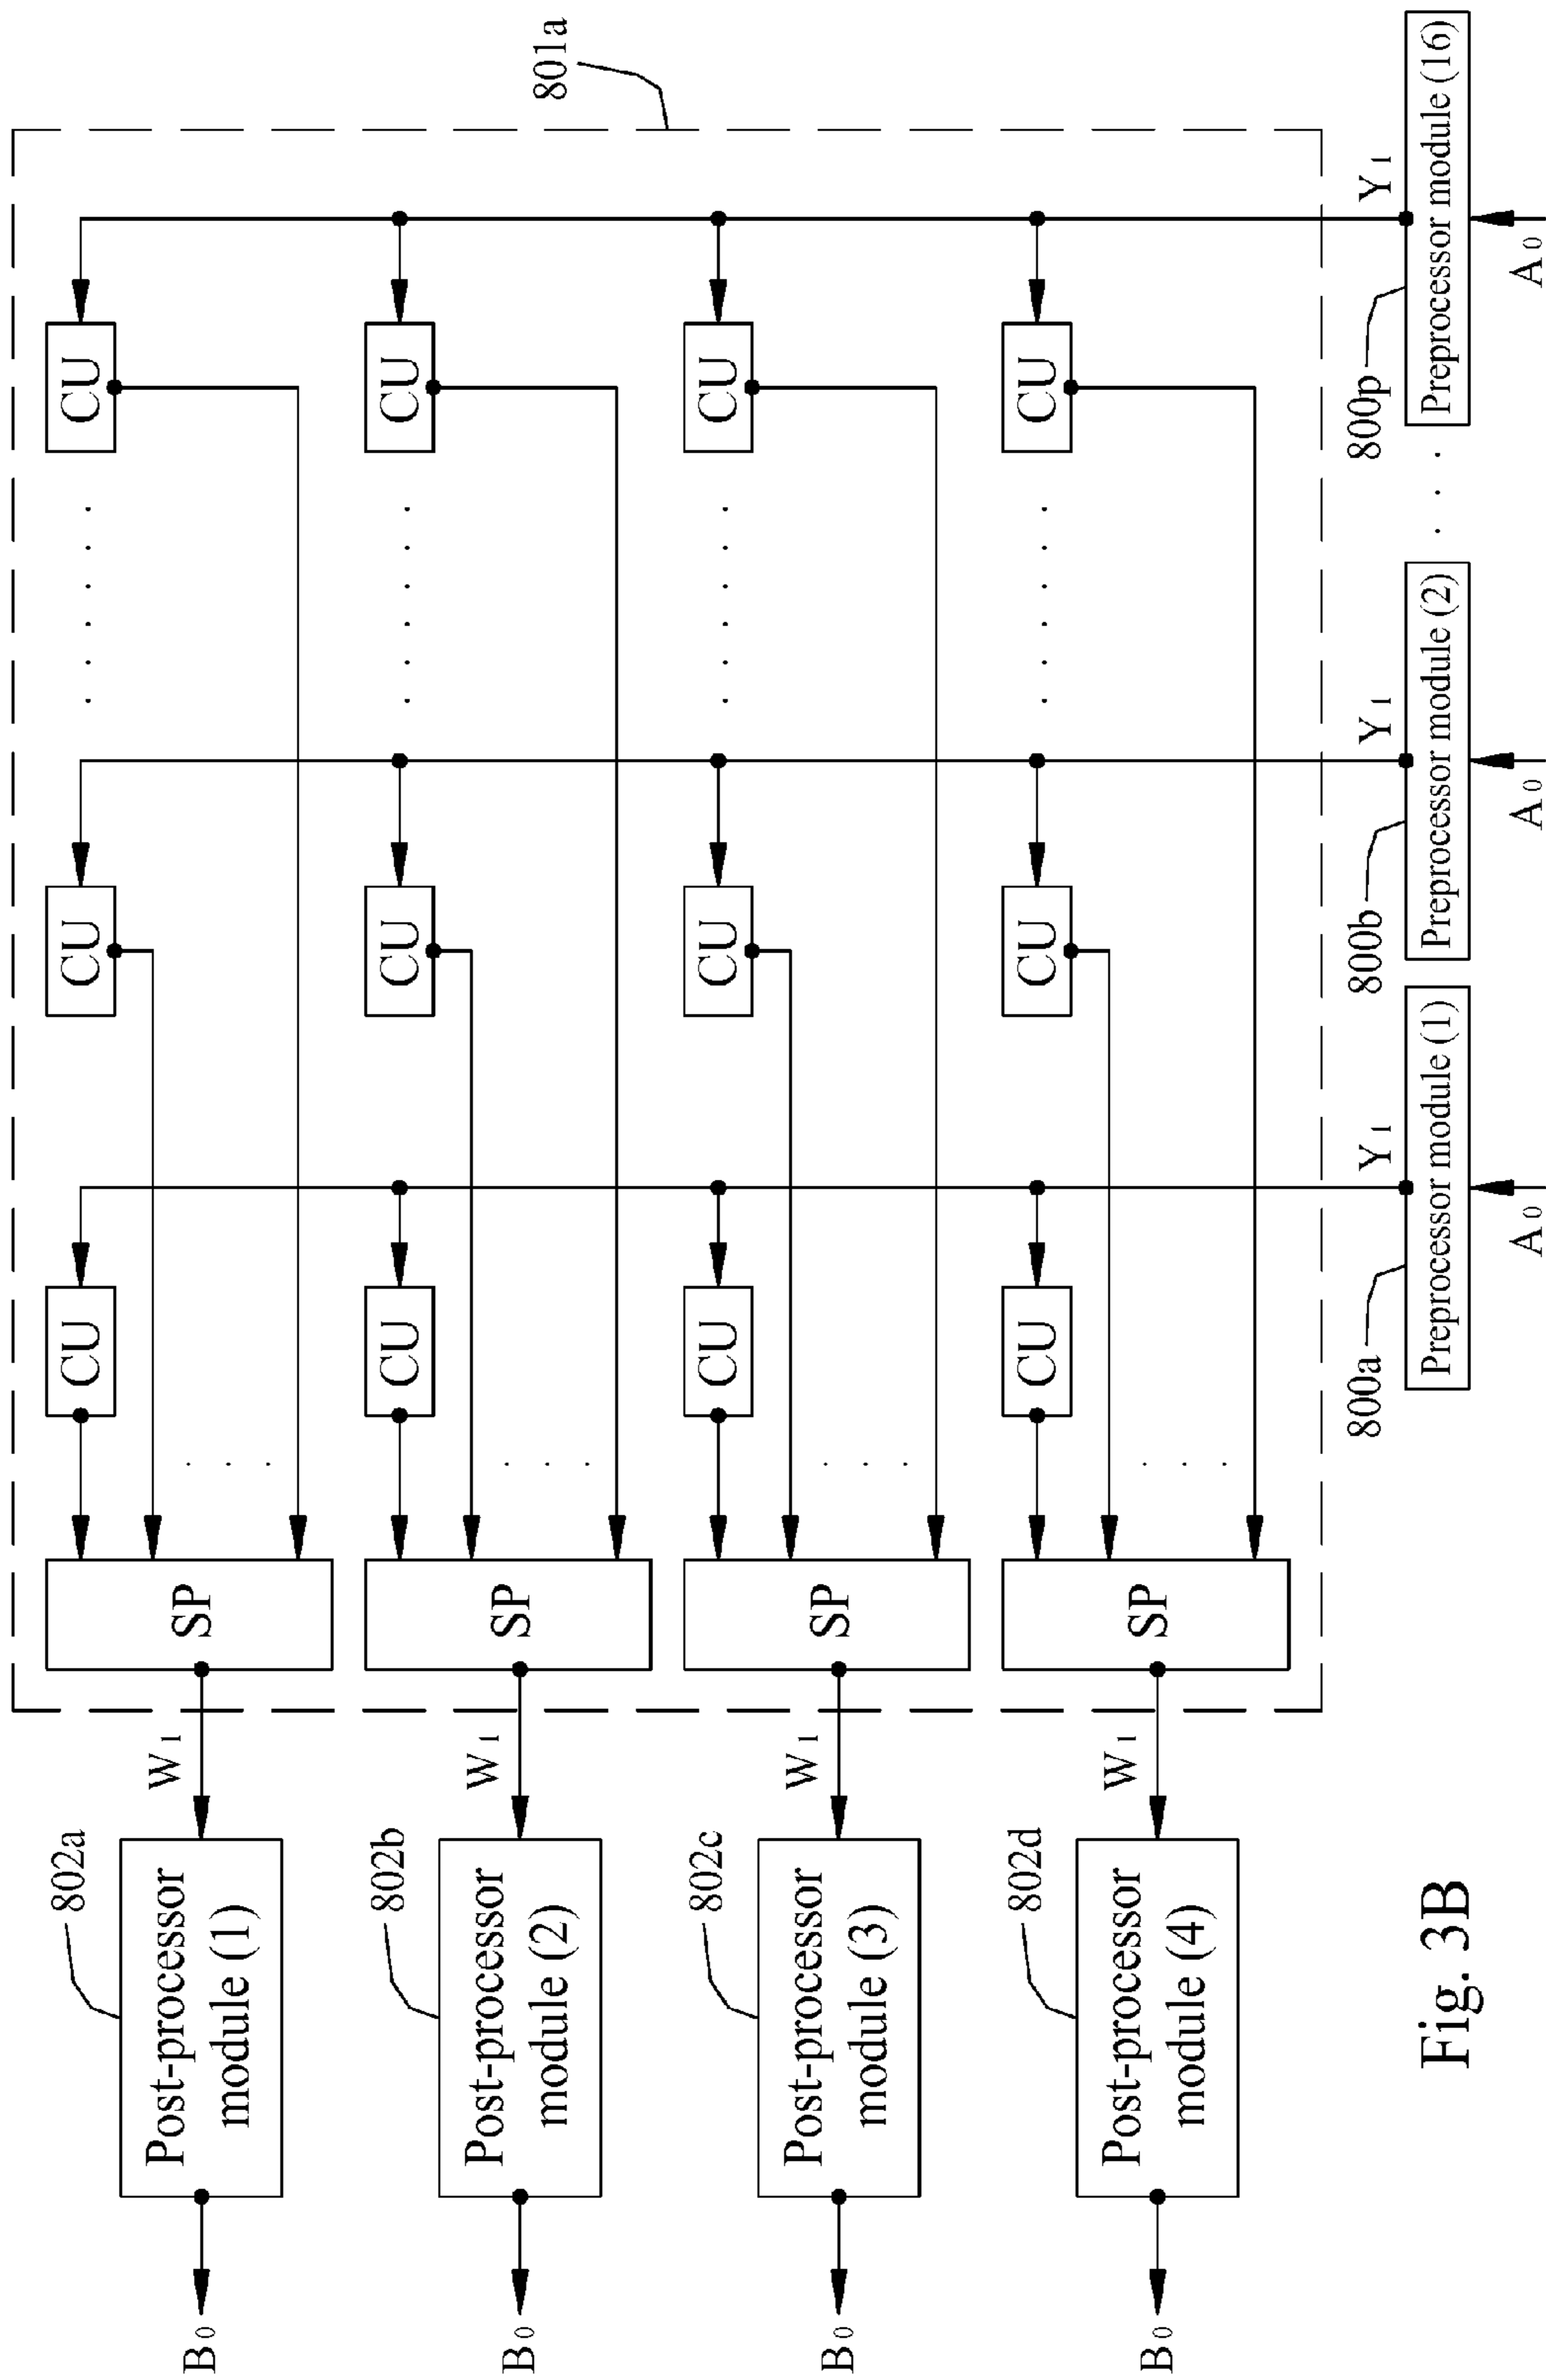 802a
B0
Post-processor
module (1)
W1
SP
CU
CU
CU
802b
B0
Post-processor
module (2)
W1
SP
CU
CU
CU
801a
802c
B0
Post-processor
module (3)
W1
SP
CU
CU
CU
802d
B0
Post-processor
module (4)
W1
SP
CU
CU
CU
800a
Y1
800b
Y1
800p
Y1
Preprocessor module (1)
Preprocessor module (2)
Preprocessor module (16)
A0
A0
A0
Fig. 3B